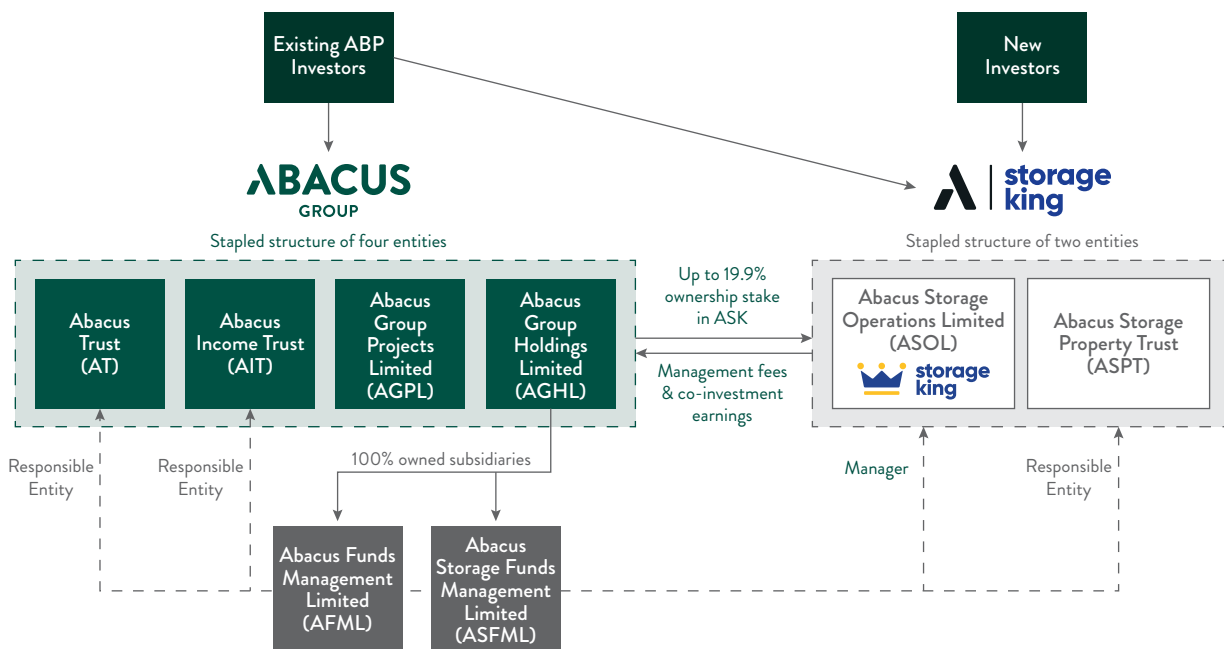 Existing ABP
Investors
New
Investors
ABACUS
GROUP
storage
king
Stapled structure of four entities
Stapled structure of two entities
Abacus
Trust
(AT)
Abacus
Income Trust
(AIT)
Abacus
Group
Projects
Limited
(AGPL)
Abacus
Group
Holdings
Limited
(AGHL)
Up to 19.9%
ownership stake
in ASK
Management fees
& co-investment
earnings
Abacus Storage
Operations Limited
(ASOL)
storage
king
Abacus Storage
Property Trust
(ASPT)
Responsible
Entity
Responsible
Entity
100% owned subsidiaries
Manager
Responsible
Entity
Abacus Funds
Management
Limited
(AFML)
Abacus
Storage Funds
Management
Limited
(ASFML)